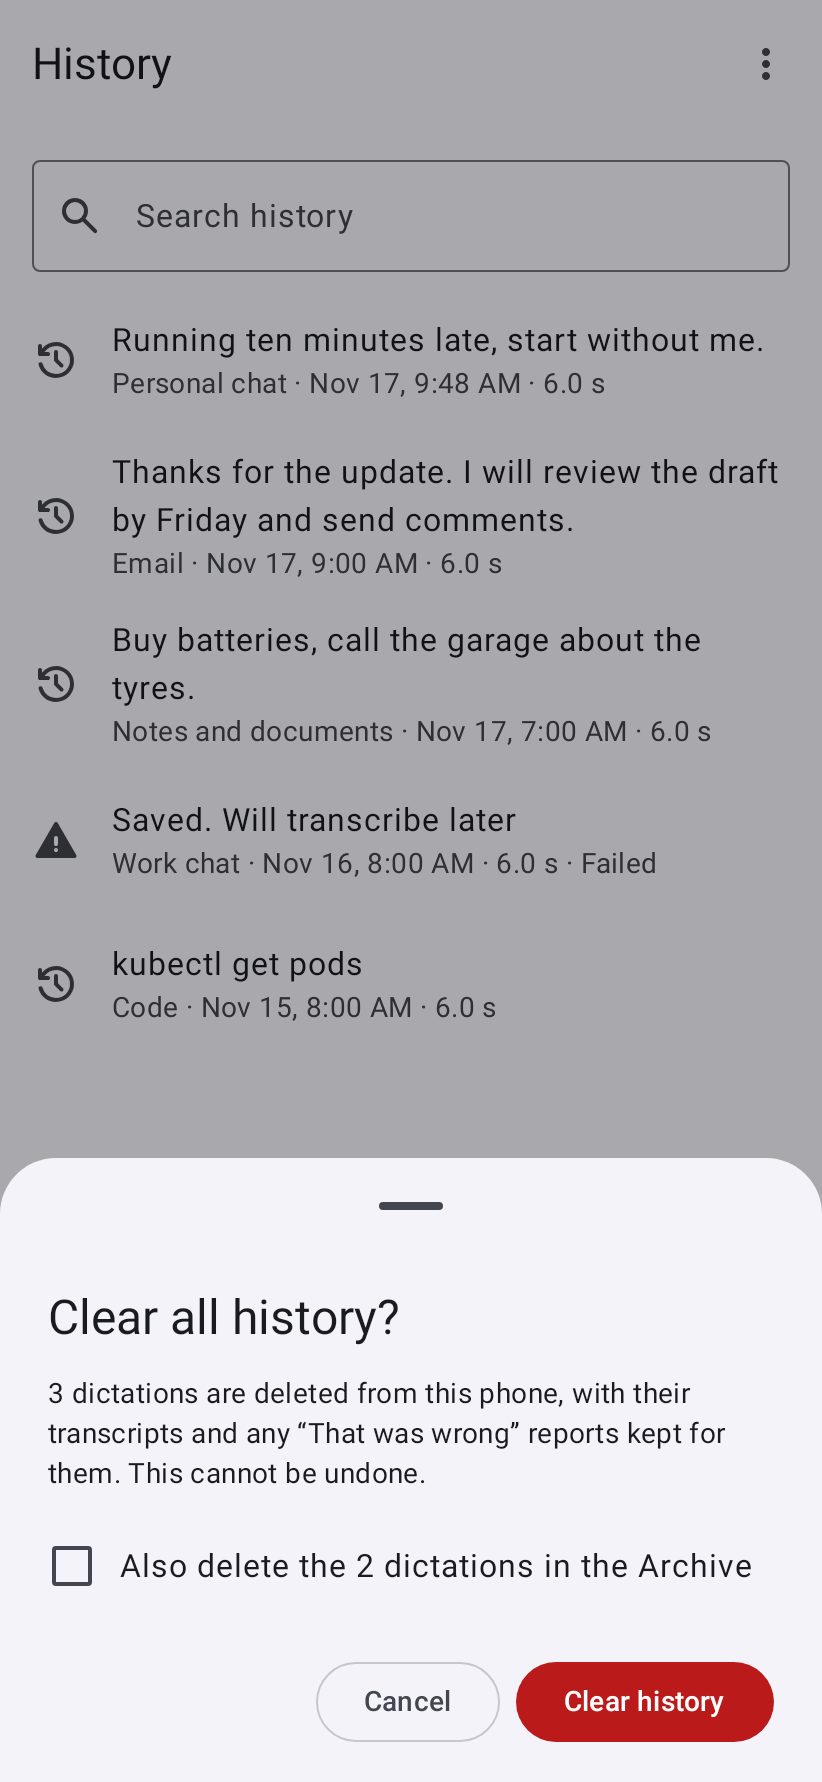 History
Search history
Running ten minutes late, start without me.
Personal chat · Nov 17, 9:48 AM · 6.0 s
Thanks for the update. I will review the draft
by Friday and send comments.
Email · Nov 17, 9:00 AM · 6.0 s
Buy batteries, call the garage about the
tyres.
Notes and documents · Nov 17, 7:00 AM · 6.0 s
Saved. Will transcribe later
Work chat · Nov 16, 8:00 AM · 6.0 s · Failed
kubectl get pods
Code · Nov 15, 8:00 AM · 6.0 s
Clear all history?
3 dictations are deleted from this phone, with their
transcripts and any “That was wrong” reports kept for
them. This cannot be undone.
Also delete the 2 dictations in the Archive
Cancel
Clear history